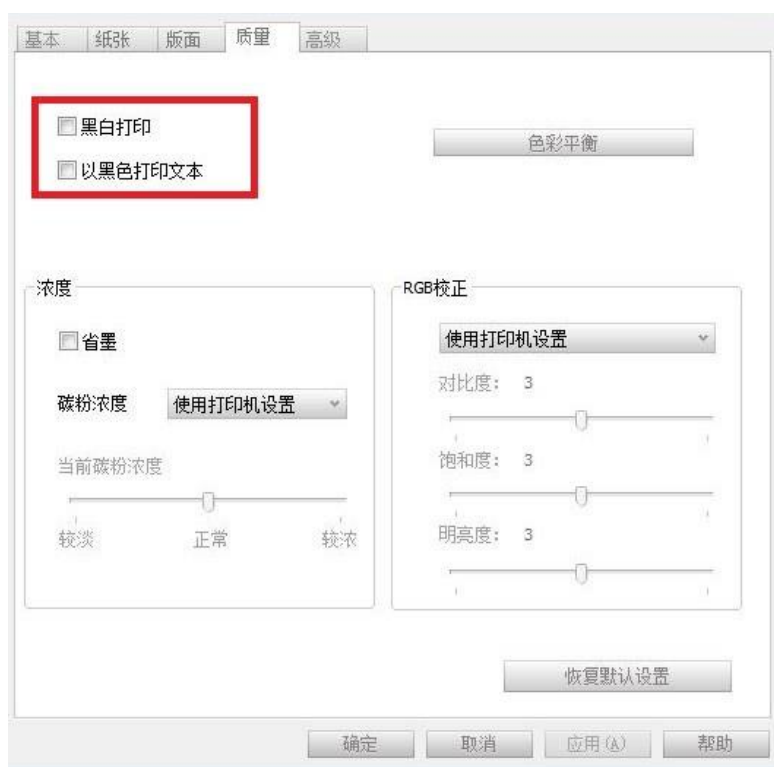 基本 纸张 版面 质量 高级
黑白打印
色彩平衡
以黑色打印文本
浓度
省墨
碳粉浓度 使用打印机设置
当前碳粉浓度
较淡 正常 较浓
RGB校正
使用打印机设置
对比度: 3
饱和度: 3
明亮度: 3
恢复默认设置
确定 取消 应用(A) 帮助